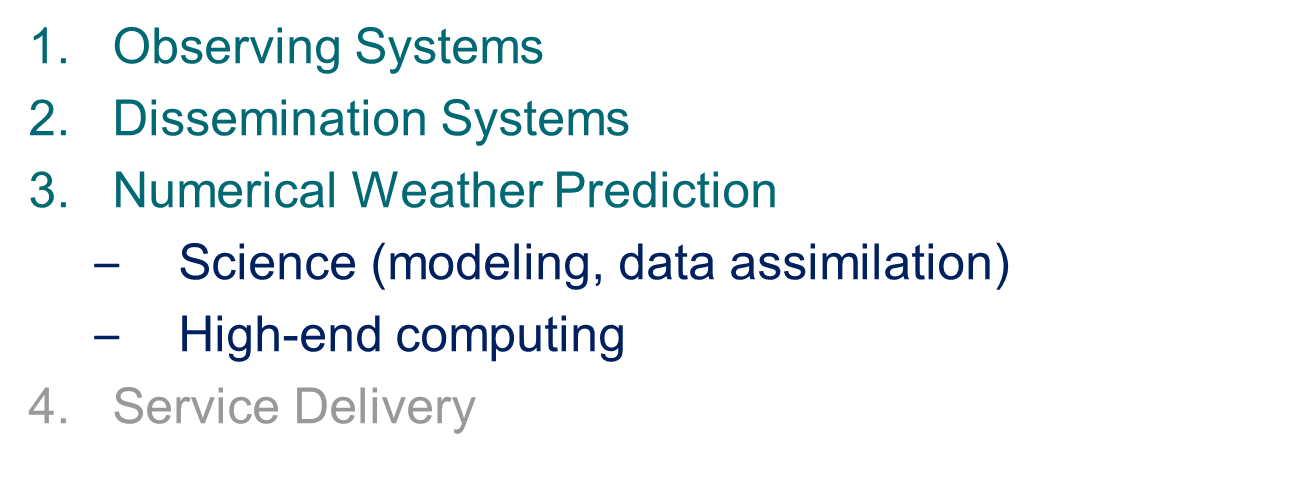 1. Observing Systems
2. Dissemination Systems
3. Numerical Weather Prediction
– Science (modeling, data assimilation)
– High-end computing
4. Service Delivery